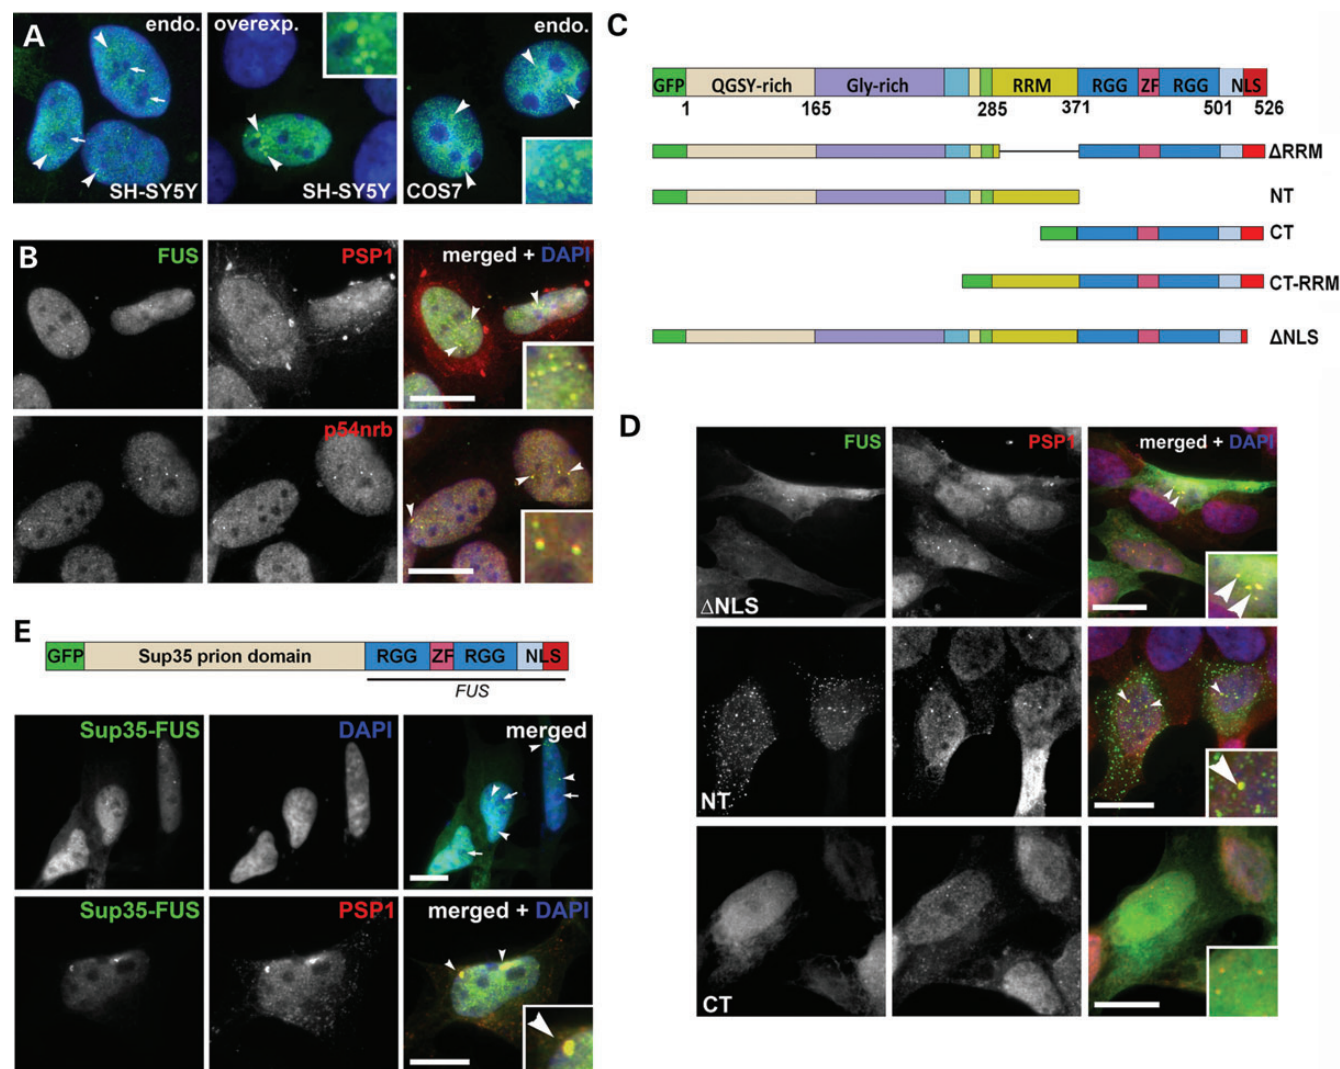 A
endo.
overexp.
endo.
SH-SY5Y
SH-SY5Y
COS7
B
FUS
PSP1
merged + DAPI
p54nrb
C
GFP QGSY-rich Gly-rich RRM RGG ZF RGG NLS
1 165 285 371 501 526
ΔRRM
NT
CT
CT-RRM
ΔNLS
D
FUS
PSP1
merged + DAPI
ΔNLS
NT
CT
E
GFP Sup35 prion domain RGG ZF RGG NLS
FUS
Sup35-FUS
DAPI
merged
Sup35-FUS
PSP1
merged + DAPI